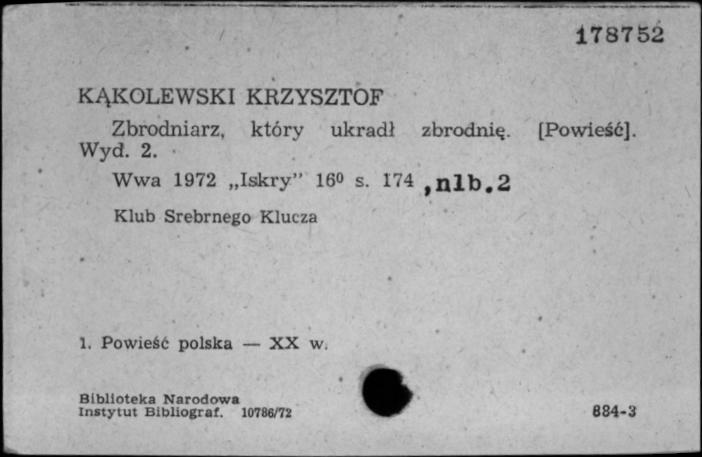 178752
KĄKOLEWSKI KRZYSZTOF
Zbrodniarz, który ukradł zbrodnię. [Powieść].
Wyd. 2.
Wwa 1972 „Iskry” 16⁰ s. 174 ,nlb.2
Klub Srebrnego Klucza
1. Powieść polska — XX w.
Biblioteka Narodowa
Instytut Bibliograf. 10786/72
884-3